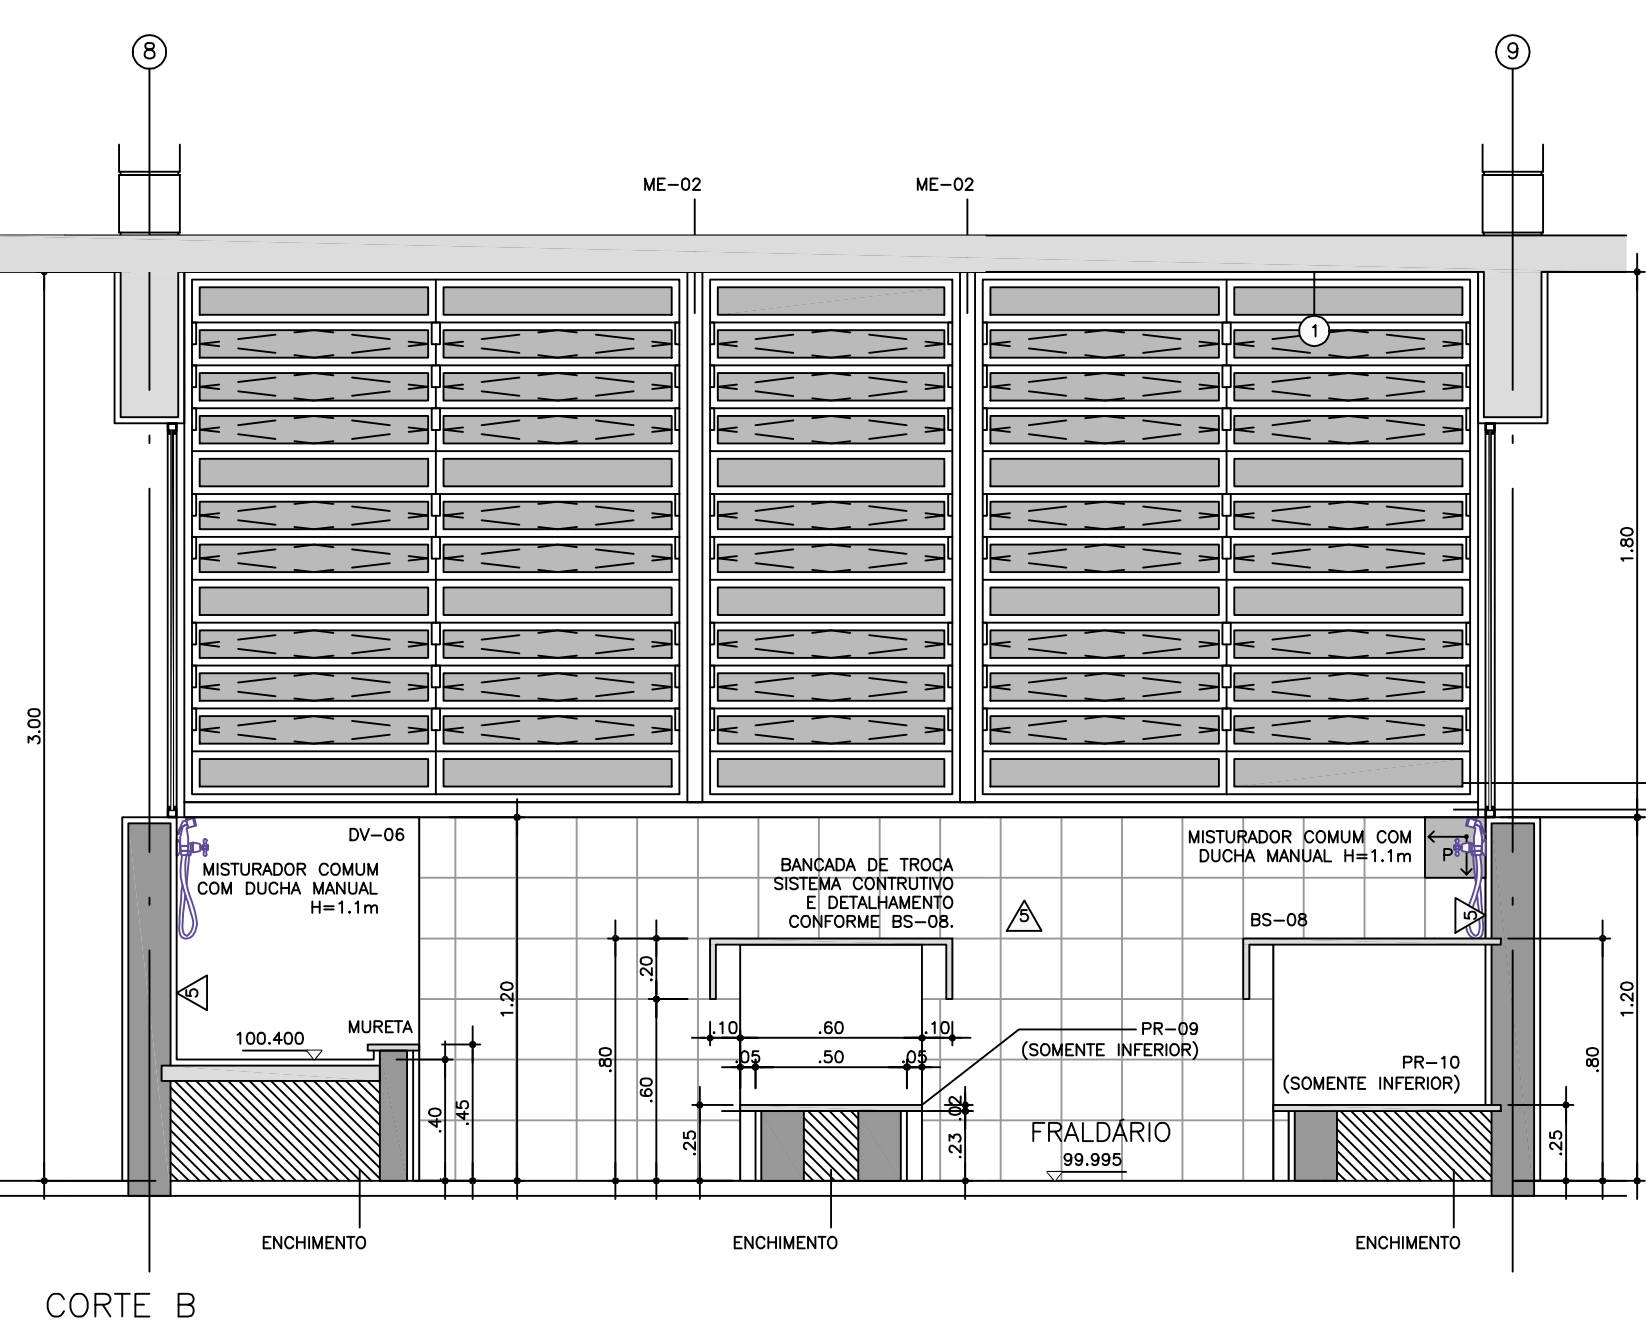 8
9
ME-02
ME-02
1
3.00
1.80
DV-06
MISTURADOR COMUM
COM DUCHA MANUAL
H=1.1m
MISTURADOR COMUM COM
DUCHA MANUAL H=1.1m
P
BANCADA DE TROCA
SISTEMA CONTRUTIVO
E DETALHAMENTO
CONFORME BS-08.
5
BS-08
5
5
.20
1.20
1.20
100.400
MURETA
.10
.60
.10
PR-09
(SOMENTE INFERIOR)
.05
.50
.05
.80
.60
.80
PR-10
(SOMENTE INFERIOR)
.40
.45
.25
.02
.23
FRALDÁRIO
99.995
.25
ENCHIMENTO
ENCHIMENTO
ENCHIMENTO
CORTE B